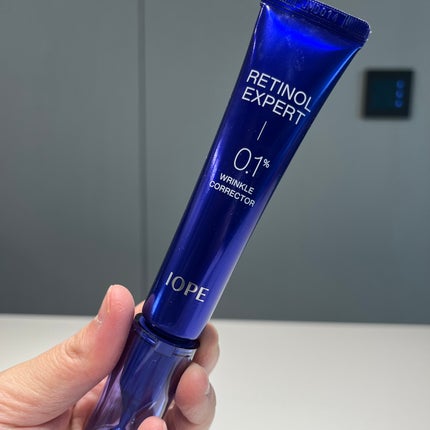 RETINOL
EXPERT
0.1%
WRINKLE
CORRECTOR
IOPE